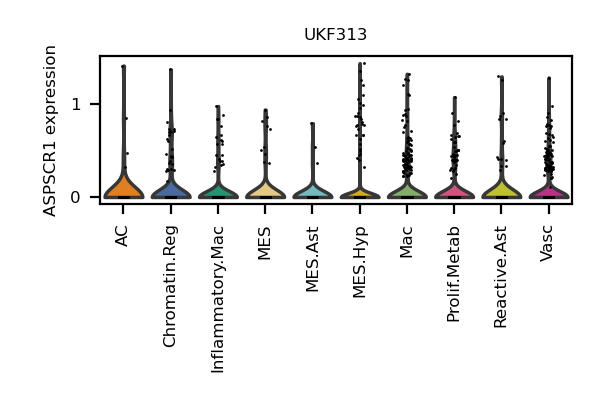 UKF313
ASPSCR1 expression
1
0
AC
Chromatin.Reg
Inflammatory.Mac
MES
MES.Ast
MES.Hyp
Mac
Prolif.Metab
Reactive.Ast
Vasc